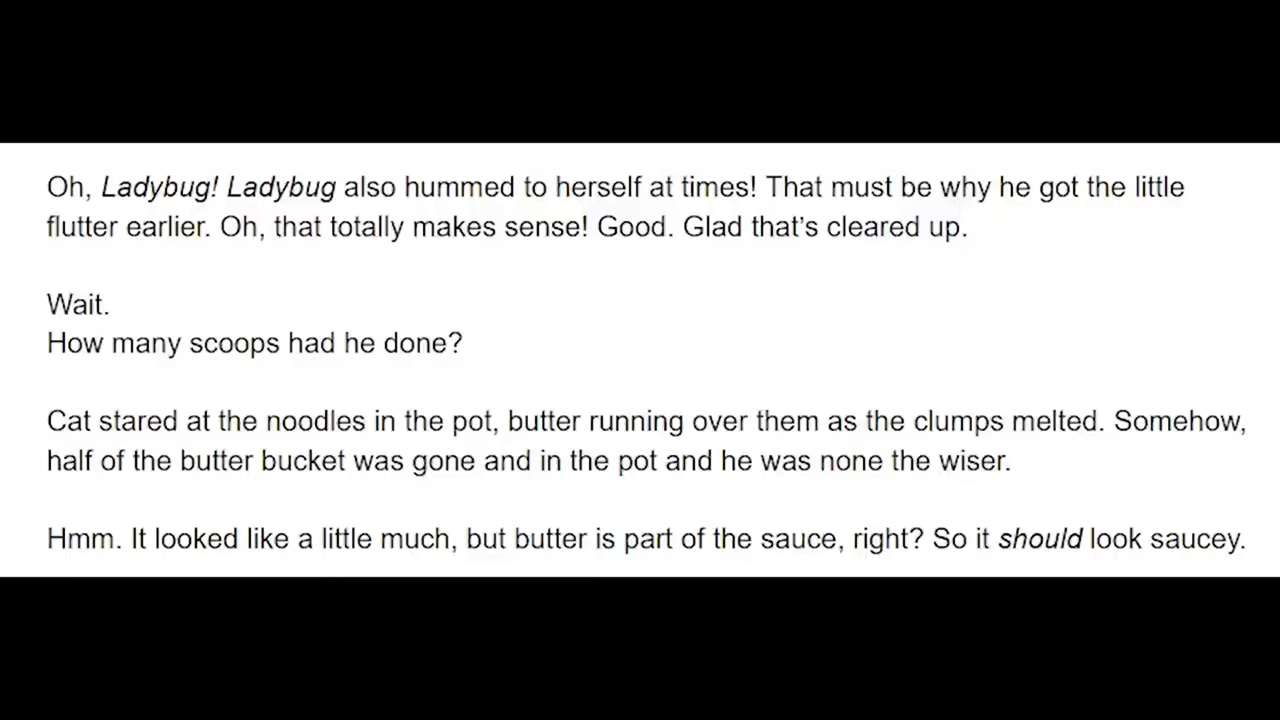 Oh, Ladybug! Ladybug also hummed to herself at times! That must be why he got the little
flutter earlier. Oh, that totally makes sense! Good. Glad that’s cleared up.
Wait.
How many scoops had he done?
Cat stared at the noodles in the pot, butter running over them as the clumps melted. Somehow,
half of the butter bucket was gone and in the pot and he was none the wiser.
Hmm. It looked like a little much, but butter is part of the sauce, right? So it should look saucey.